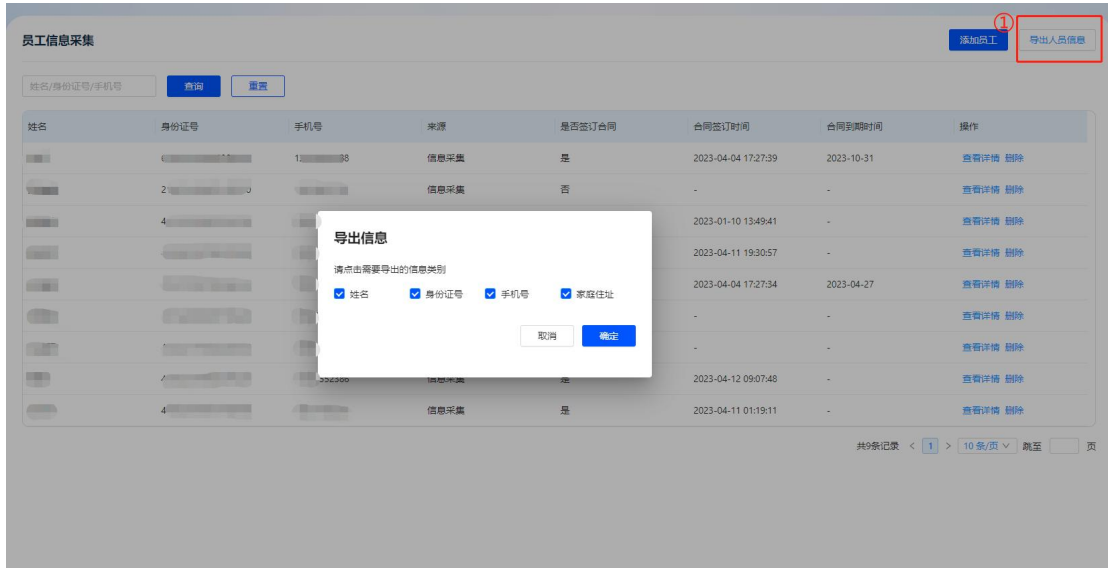 ①
员工信息采集 添加员工 导出人员信息
姓名/身份证号/手机号 查询 重置
姓名 身份证号 手机号 来源 是否签订合同 合同签订时间 合同到期时间 操作
信息采集 是 2023-04-04 17:27:39 2023-10-31 查看详情 删除
信息采集 否 - - 查看详情 删除
2023-01-10 13:49:41 - 查看详情 删除
导出信息
2023-04-11 19:30:57 - 查看详情 删除
请点击需要导出的信息类别
2023-04-04 17:27:34 2023-04-27 查看详情 删除
姓名 身份证号 手机号 家庭住址
- - 查看详情 删除
取消 确定
- - 查看详情 删除
信息采集 是 2023-04-12 09:07:48 - 查看详情 删除
信息采集 是 2023-04-11 01:19:11 - 查看详情 删除
共9条记录 < 1 > 10 条/页 跳至 页